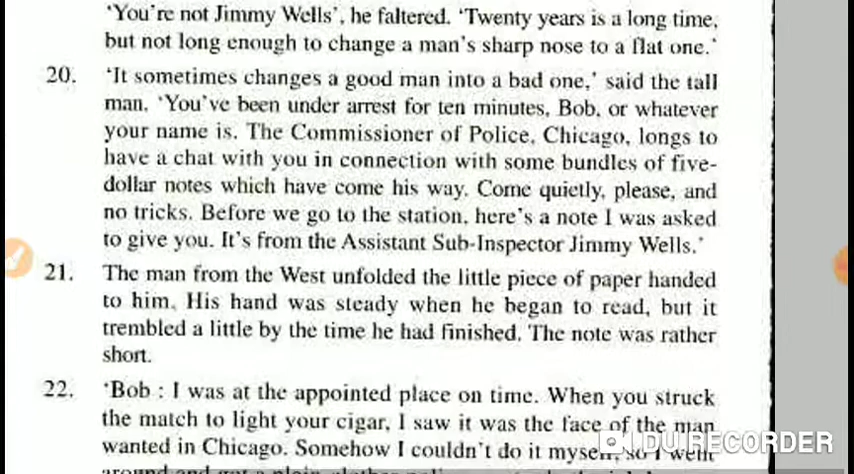 'You're not Jimmy Wells', he faltered. 'Twenty years is a long time,
but not long enough to change a man's sharp nose to a flat one.'
20. 'It sometimes changes a good man into a bad one,' said the tall
man. 'You've been under arrest for ten minutes, Bob, or whatever
your name is. The Commissioner of Police, Chicago, longs to
have a chat with you in connection with some bundles of five-
dollar notes which have come his way. Come quietly, please, and
no tricks. Before we go to the station, here's a note I was asked
to give you. It's from the Assistant Sub-Inspector Jimmy Wells.'
21. The man from the West unfolded the little piece of paper handed
to him. His hand was steady when he began to read, but it
trembled a little by the time he had finished. The note was rather
short.
22. 'Bob : I was at the appointed place on time. When you struck
the match to light your cigar, I saw it was the face of the man
wanted in Chicago. Somehow I couldn't do it myself, so I went
DU RECORDER